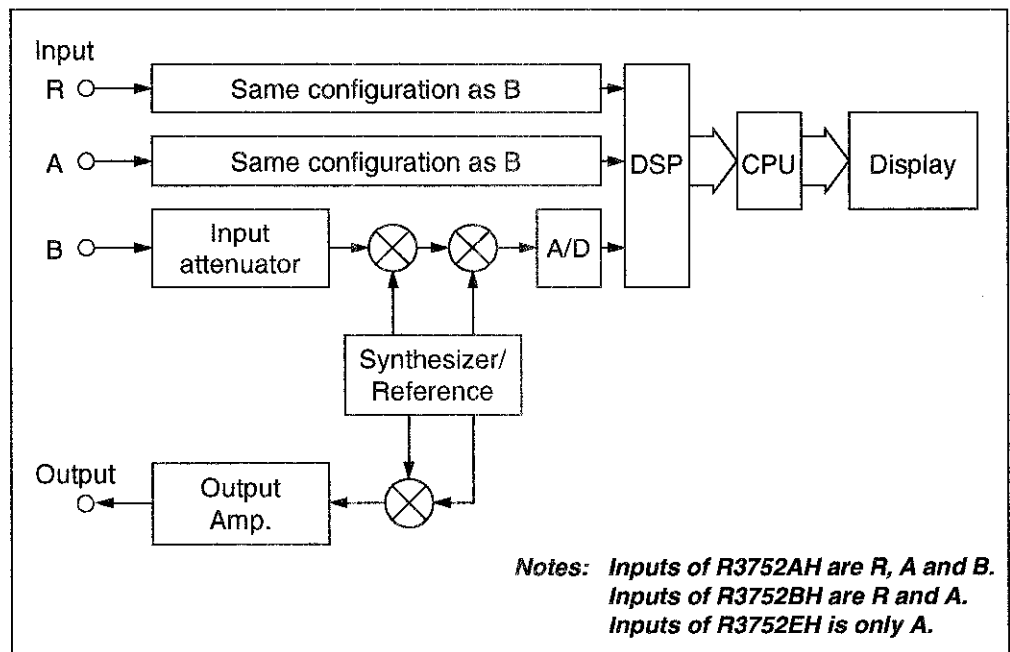 Input
R
Same configuration as B
A
Same configuration as B
DSP
CPU
Display
B
Input
attenuator
A/D
Synthesizer/
Reference
Output
Output
Amp.
Notes: Inputs of R3752AH are R, A and B.
Inputs of R3752BH are R and A.
Inputs of R3752EH is only A.